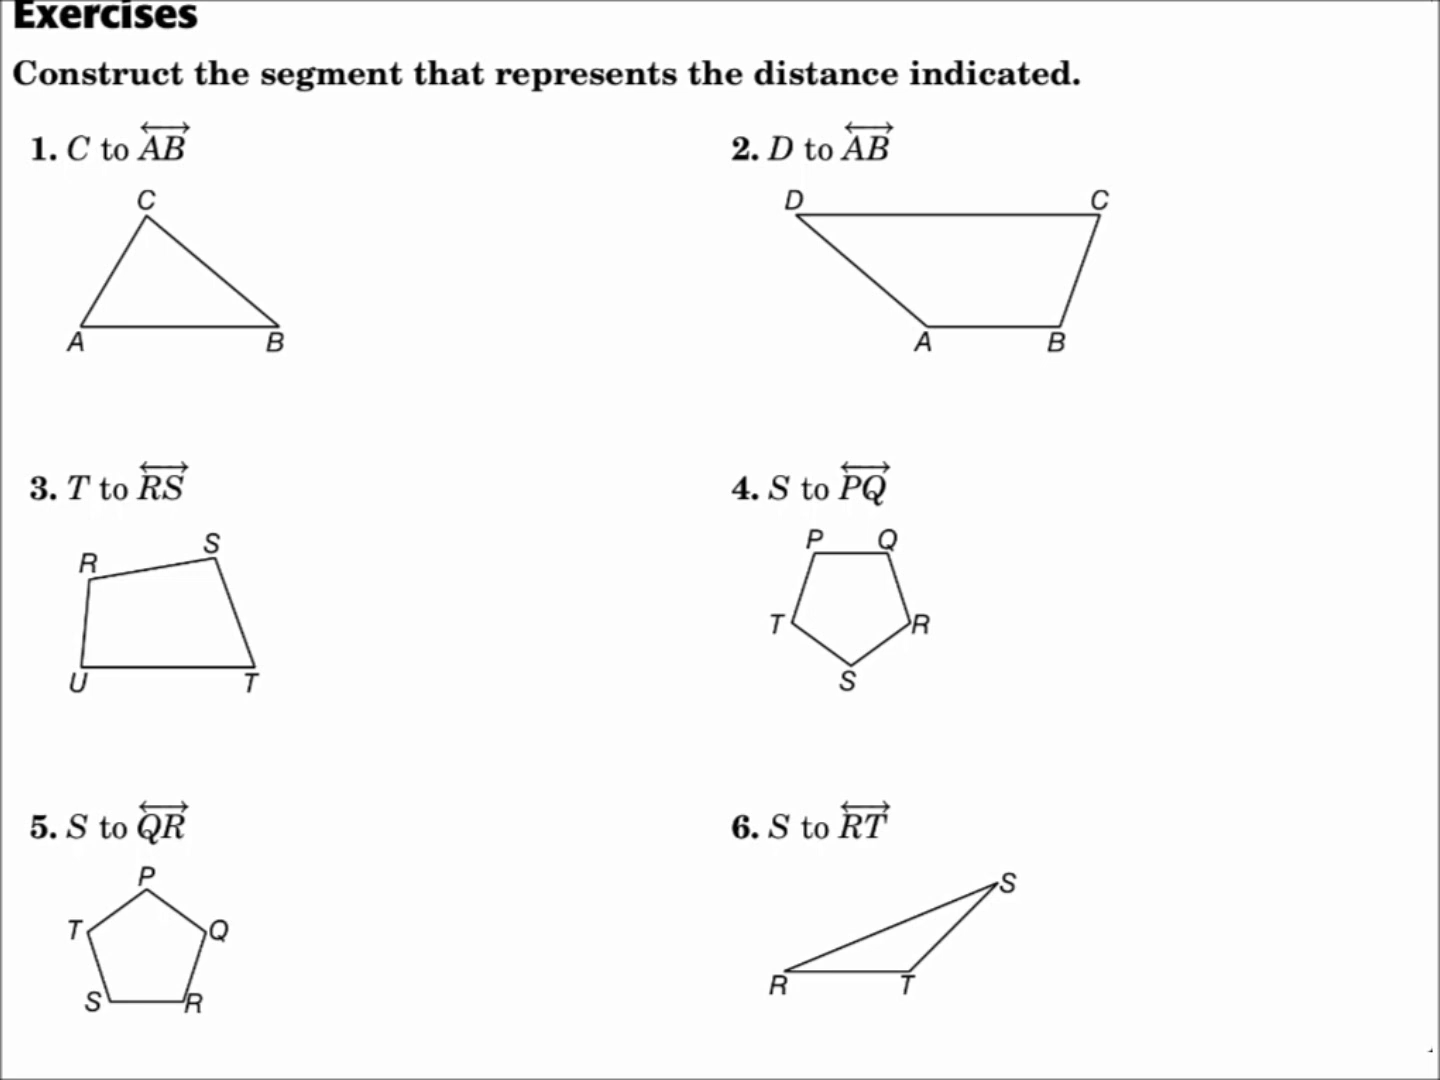 Exercises
Construct the segment that represents the distance indicated.
1. C to AB
2. D to AB
C
A
B
D
C
A
B
3. T to RS
4. S to PQ
R
S
U
T
P
Q
T
R
S
5. S to QR
6. S to RT
P
T
Q
S
R
S
R
T